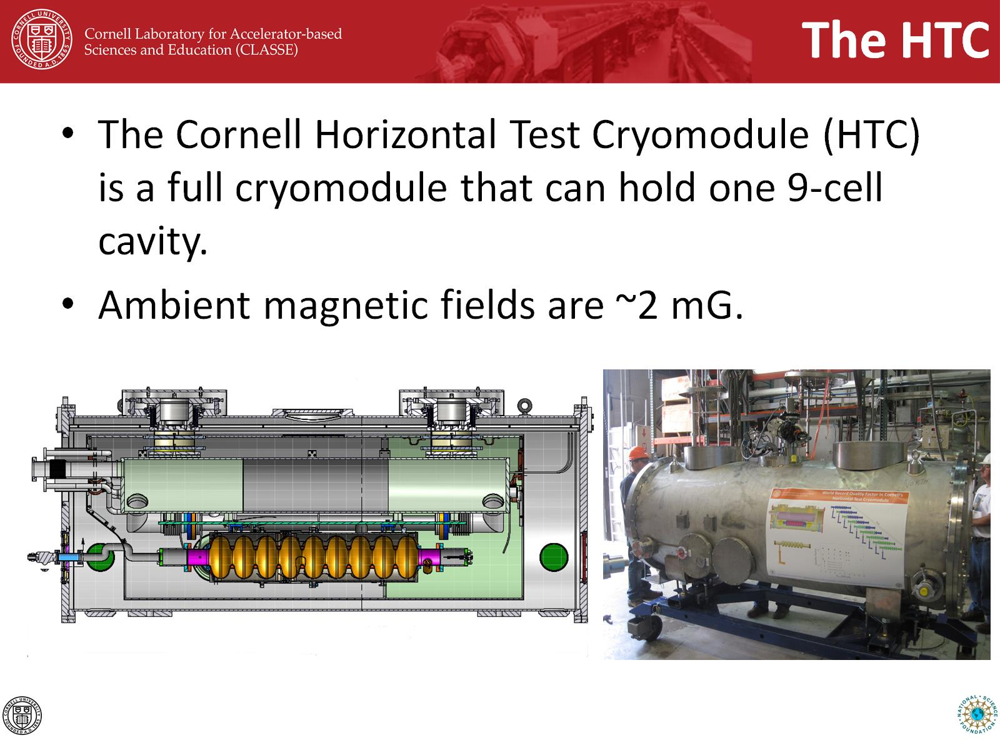 CORNELL UNIVERSITY
FOUNDED A.D. 1865
Cornell Laboratory for Accelerator-based
Sciences and Education (CLASSE)
The HTC
• The Cornell Horizontal Test Cryomodule (HTC)
is a full cryomodule that can hold one 9-cell
cavity.
• Ambient magnetic fields are ~2 mG.
World Record Quality Factor in Cornell's
Horizontal Test Cryomodule
CORNELL UNIVERSITY
FOUNDED A.D. 1865
NATIONAL SCIENCE
FOUNDATION